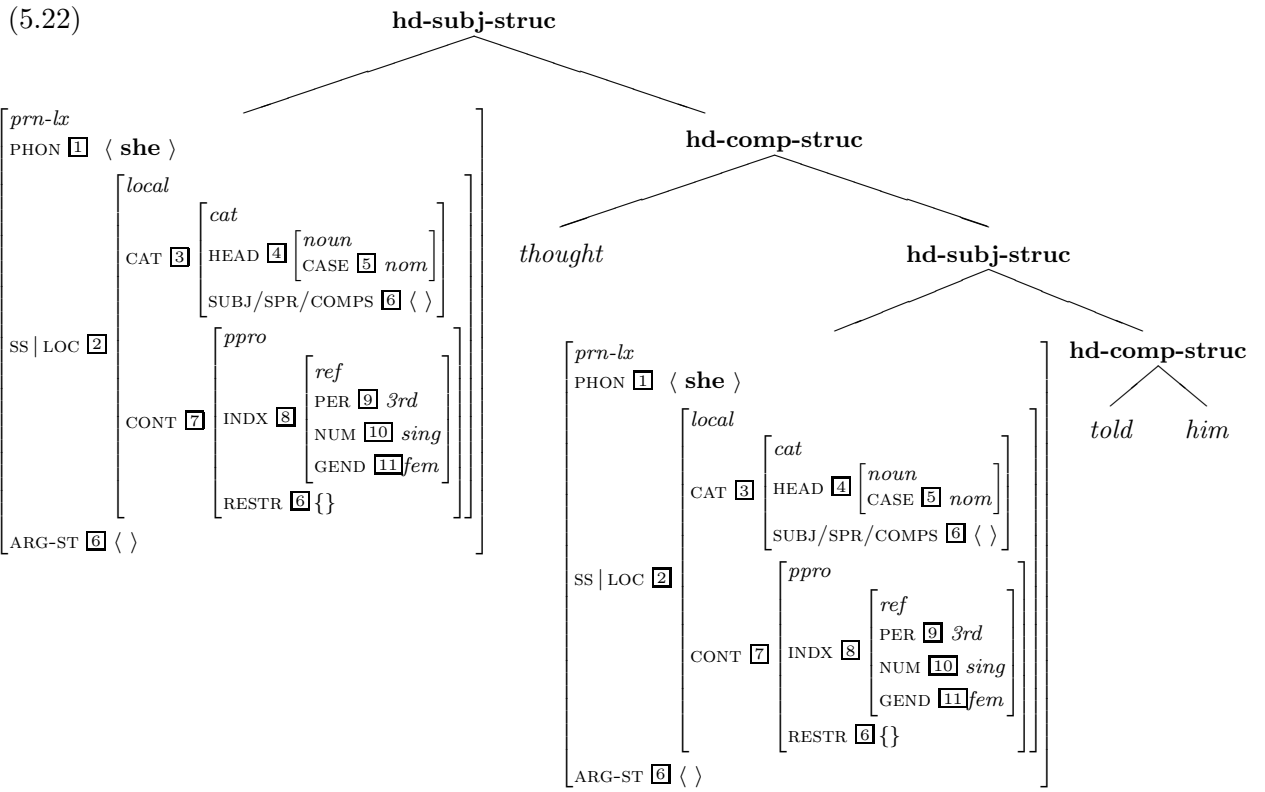 (5.22)
hd-subj-struc
prn-lx
PHON 1 ⟨ she ⟩
local
cat
HEAD 4 noun
CASE 5 nom
CAT 3
SUBJ/SPR/COMPS 6 ⟨ ⟩
SS | LOC 2
ppro
ref
PER 9 3rd
CONT 7 INDX 8
NUM 10 sing
GEND 11 fem
RESTR 6 {}
ARG-ST 6 ⟨ ⟩
hd-comp-struc
thought
hd-subj-struc
prn-lx
PHON 1 ⟨ she ⟩
local
cat
HEAD 4 noun
CASE 5 nom
CAT 3
SUBJ/SPR/COMPS 6 ⟨ ⟩
SS | LOC 2
ppro
ref
PER 9 3rd
CONT 7 INDX 8
NUM 10 sing
GEND 11 fem
RESTR 6 {}
ARG-ST 6 ⟨ ⟩
hd-comp-struc
told him